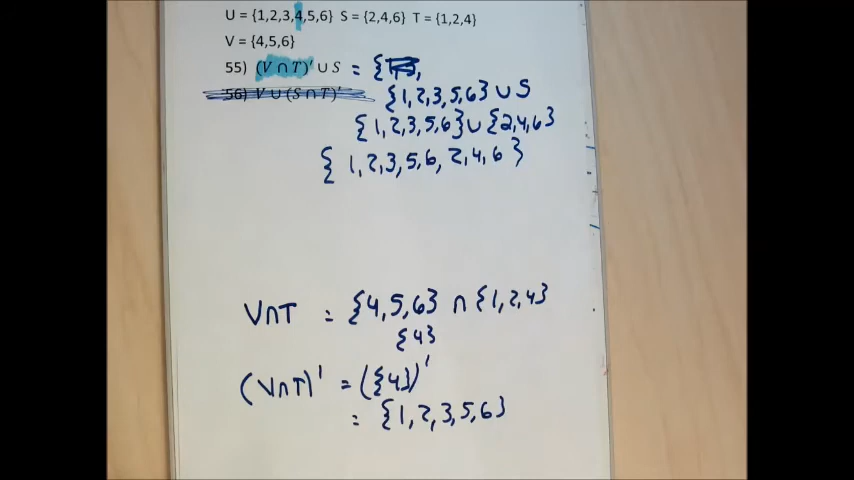 U = {1,2,3,4,5,6} S = {2,4,6} T = {1,2,4}
V = {4,5,6}
55) (V ∩ T)′ ∪ S = {
56) V ∪ (S ∩ T)′
{1,2,3,5,6} ∪ S
{1,2,3,5,6} ∪ {2,4,6}
{1,2,3,5,6,2,4,6}
V∩T = {4,5,6} ∩ {1,2,4}
{4}
(V∩T)' = ({4})'
= {1,2,3,5,6}